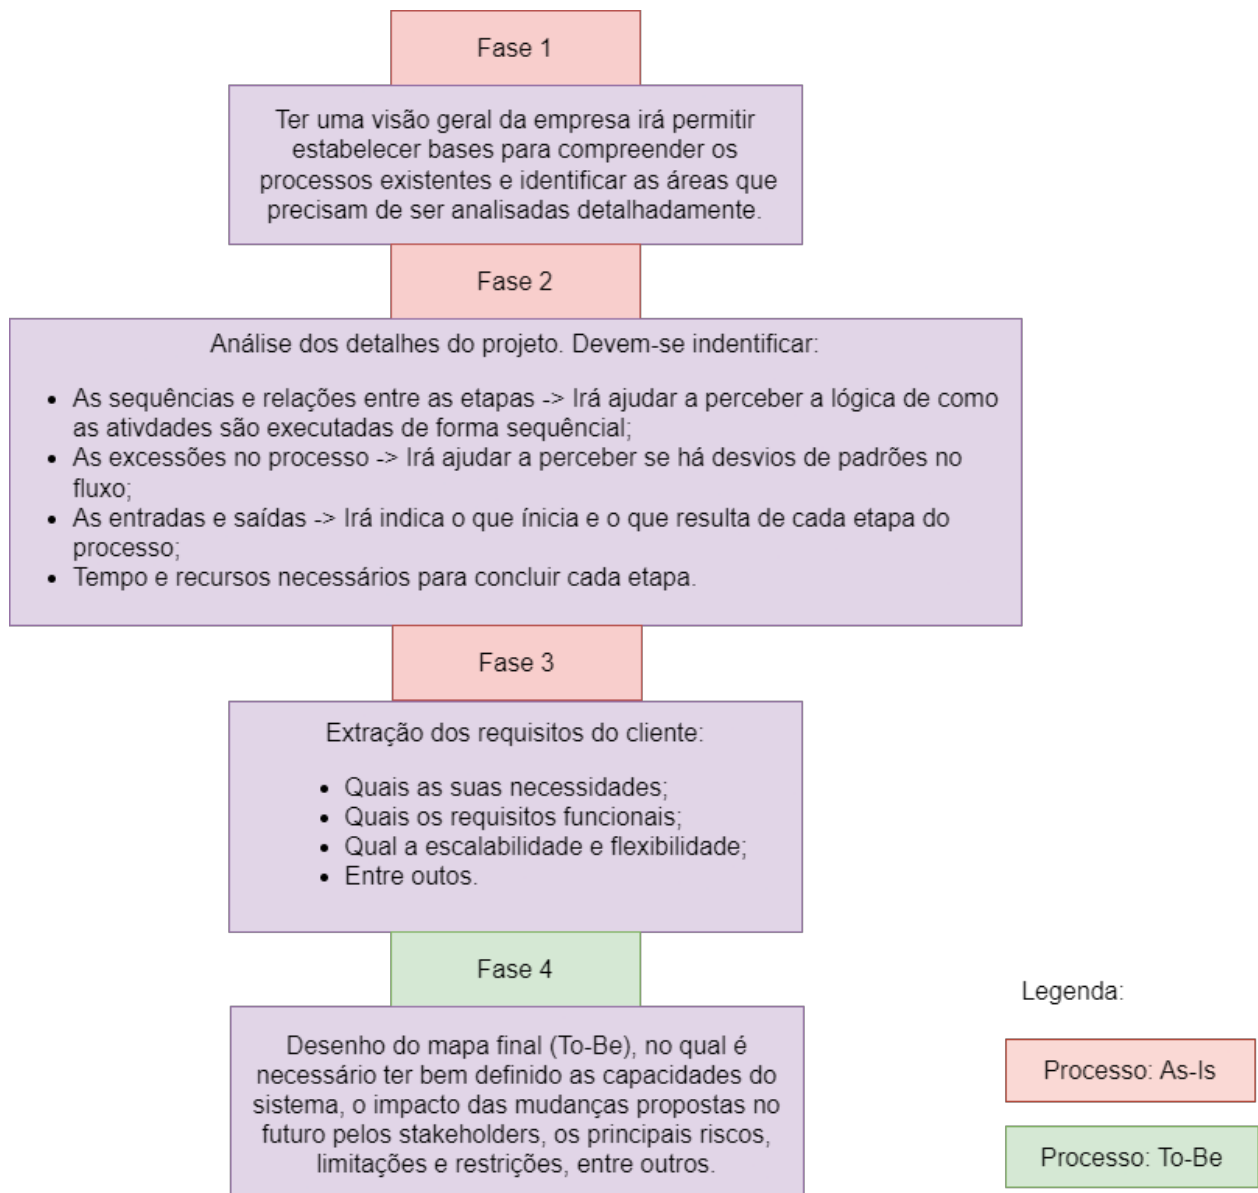 Fase 1
Ter uma visão geral da empresa irá permitir
estabelecer bases para compreender os
processos existentes e identificar as áreas que
precisam de ser analisadas detalhadamente.
Fase 2
Análise dos detalhes do projeto. Devem-se indentificar:
• As sequências e relações entre as etapas -> Irá ajudar a perceber a lógica de como
as ativdades são executadas de forma sequêncial;
• As excessões no processo -> Irá ajudar a perceber se há desvios de padrões no
fluxo;
• As entradas e saídas -> Irá indica o que ínicia e o que resulta de cada etapa do
processo;
• Tempo e recursos necessários para concluir cada etapa.
Fase 3
Extração dos requisitos do cliente:
• Quais as suas necessidades;
• Quais os requisitos funcionais;
• Qual a escalabilidade e flexibilidade;
• Entre outos.
Fase 4
Desenho do mapa final (To-Be), no qual é
necessário ter bem definido as capacidades do
sistema, o impacto das mudanças propostas no
futuro pelos stakeholders, os principais riscos,
limitações e restrições, entre outros.
Legenda:
Processo: As-Is
Processo: To-Be